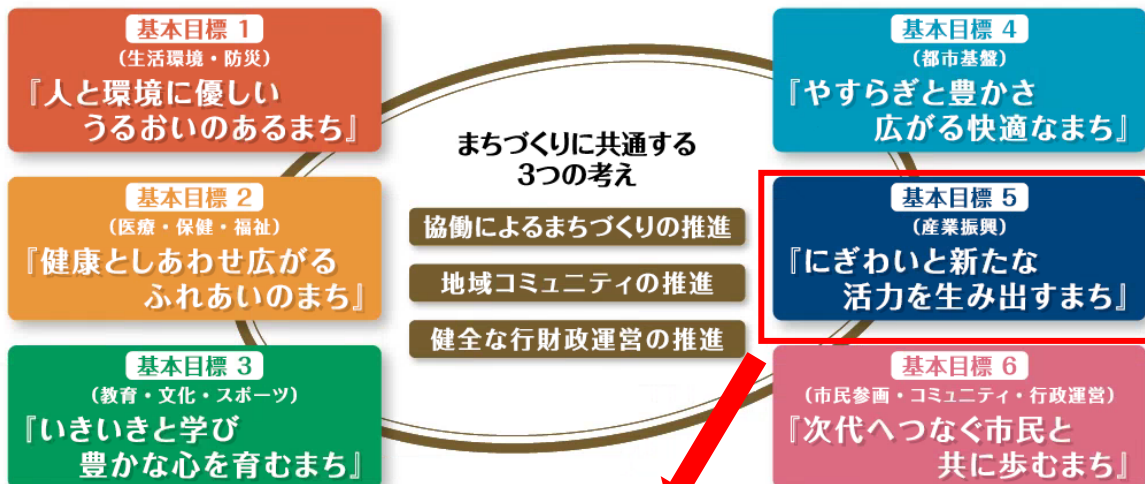 基本目標 1
(生活環境・防災)
『人と環境に優しい
うるおいのあるまち』
基本目標 2
(医療・保健・福祉)
『健康としあわせ広がる
ふれあいのまち』
基本目標 3
(教育・文化・スポーツ)
『いきいきと学び
豊かな心を育むまち』
まちづくりに共通する
3つの考え
協働によるまちづくりの推進
地域コミュニティの推進
健全な行財政運営の推進
基本目標 4
(都市基盤)
『やすらぎと豊かさ
広がる快適なまち』
基本目標 5
(産業振興)
『にぎわいと新たな
活力を生み出すまち』
基本目標 6
(市民参画・コミュニティ・行政運営)
『次代へつなぐ市民と
共に歩むまち』